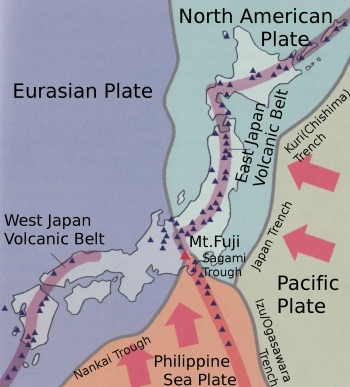 North American
Plate
Eurasian Plate
East Japan
Volcanic Belt
Kuri(Chishima)
Trench
West Japan
Volcanic Belt
Mt.Fuji
Sagami
Trough
Japan Trench
Pacific
Plate
Izu/Ogasawara
Trench
Nankai Trough
Philippine
Sea Plate